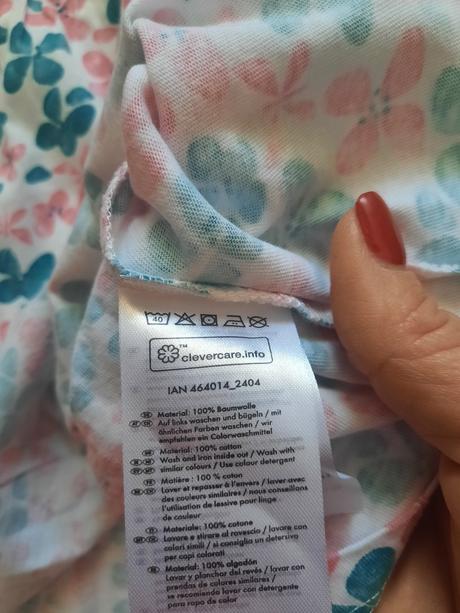 40
clevercare.info
IAN 464014_2404
Material: 100% Baumwolle
Auf links waschen und bügeln / mit
ähnlichen Farben waschen / wir
empfehlen ein Colorwaschmittel
Material: 100% cotton
Wash and iron inside out / Wash with
similar colours / Use colour detergent
Matière : 100 % coton
Laver et repasser à l'envers / laver avec
des couleurs similaires / nous conseillons
l'utilisation de lessive pour linge
de couleur
Materiale: 100% cotone
Lavare e stirare al rovescio / lavare con
colori simili / si consiglia un detersivo
per capi colorati
Material: 100% algodón
Lavar y planchar del revés / lavar con
prendas de colores similares /
se recomienda lavar con detergente
para ropa de color